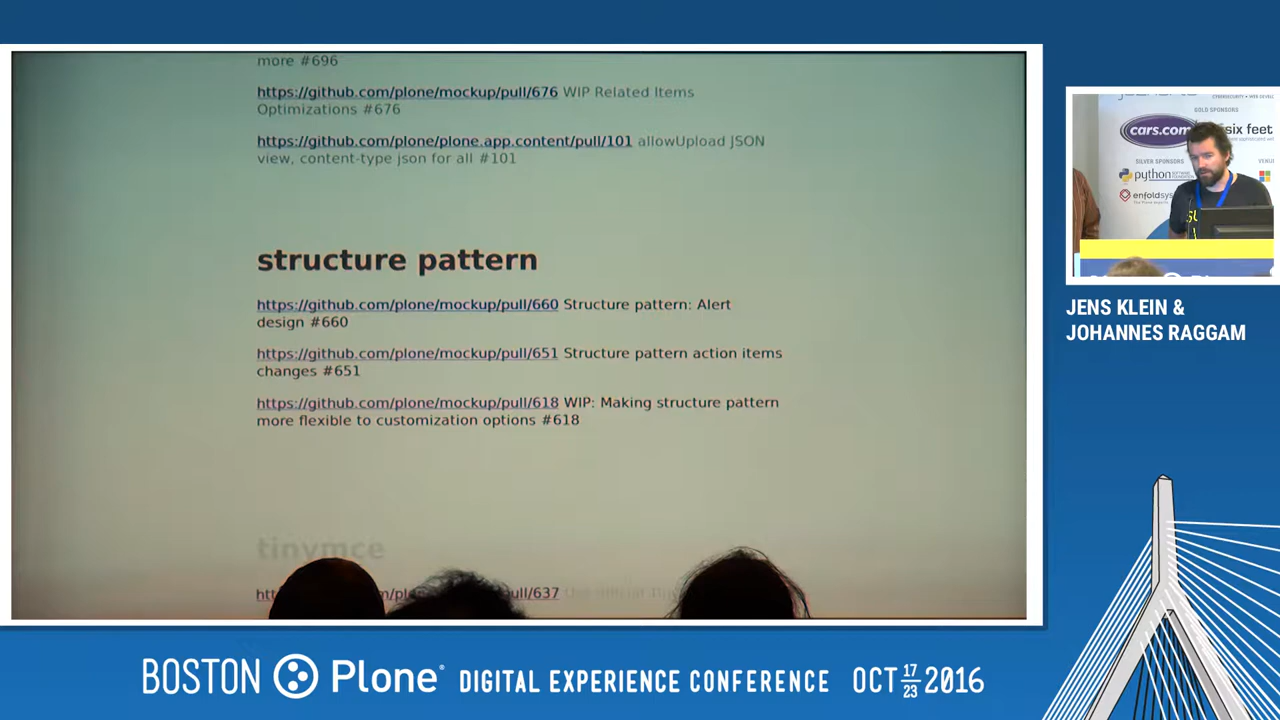 more #696
https://github.com/plone/mockup/pull/676 WIP Related Items
Optimizations #676
https://github.com/plone/plone.app.content/pull/101 allowUpload JSON
view, content-type json for all #101
structure pattern
https://github.com/plone/mockup/pull/660 Structure pattern: Alert
design #660
https://github.com/plone/mockup/pull/651 Structure pattern action items
changes #651
https://github.com/plone/mockup/pull/618 WIP: Making structure pattern
more flexible to customization options #618
tinymce
pull/637
GOLD SPONSORS
cars.com
six feet
SILVER SPONSORS
python
enfoldsys
JENS KLEIN &
JOHANNES RAGGAM
BOSTON Plone® DIGITAL EXPERIENCE CONFERENCE OCT 17 23 2016